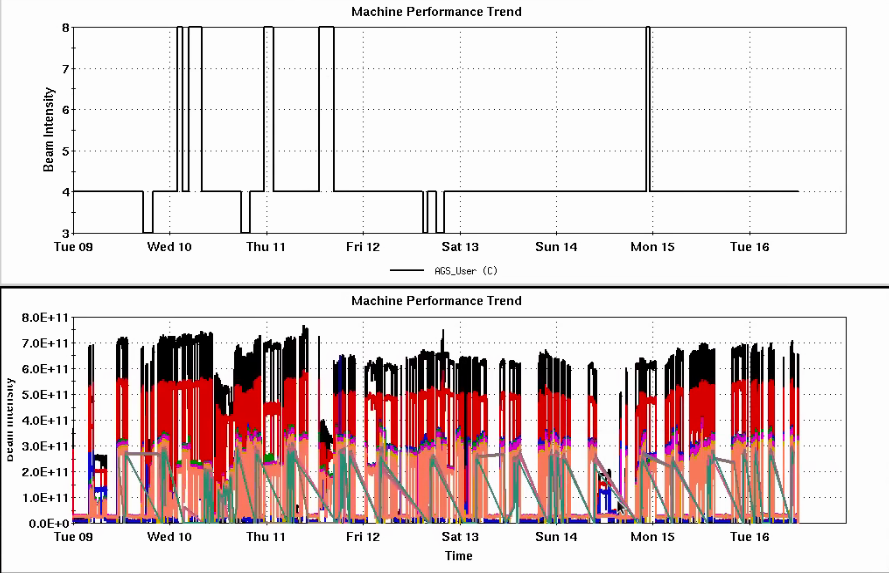 Machine Performance Trend
8
7
6
5
4
3
Beam Intensity
Tue 09 Wed 10 Thu 11 Fri 12 Sat 13 Sun 14 Mon 15 Tue 16
AGS_User (C)
Machine Performance Trend
8.0E+11
7.0E+11
6.0E+11
5.0E+11
4.0E+11
3.0E+11
2.0E+11
1.0E+11
0.0E+0
Beam Intensity
Tue 09 Wed 10 Thu 11 Fri 12 Sat 13 Sun 14 Mon 15 Tue 16
Time